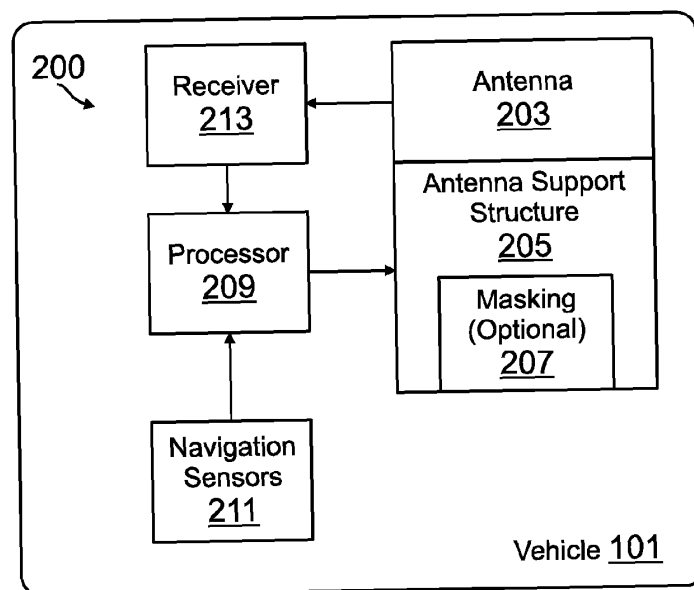 200
Receiver
213
Antenna
203
Antenna Support
Structure
205
Processor
209
Masking
(Optional)
207
Navigation
Sensors
211
Vehicle 101